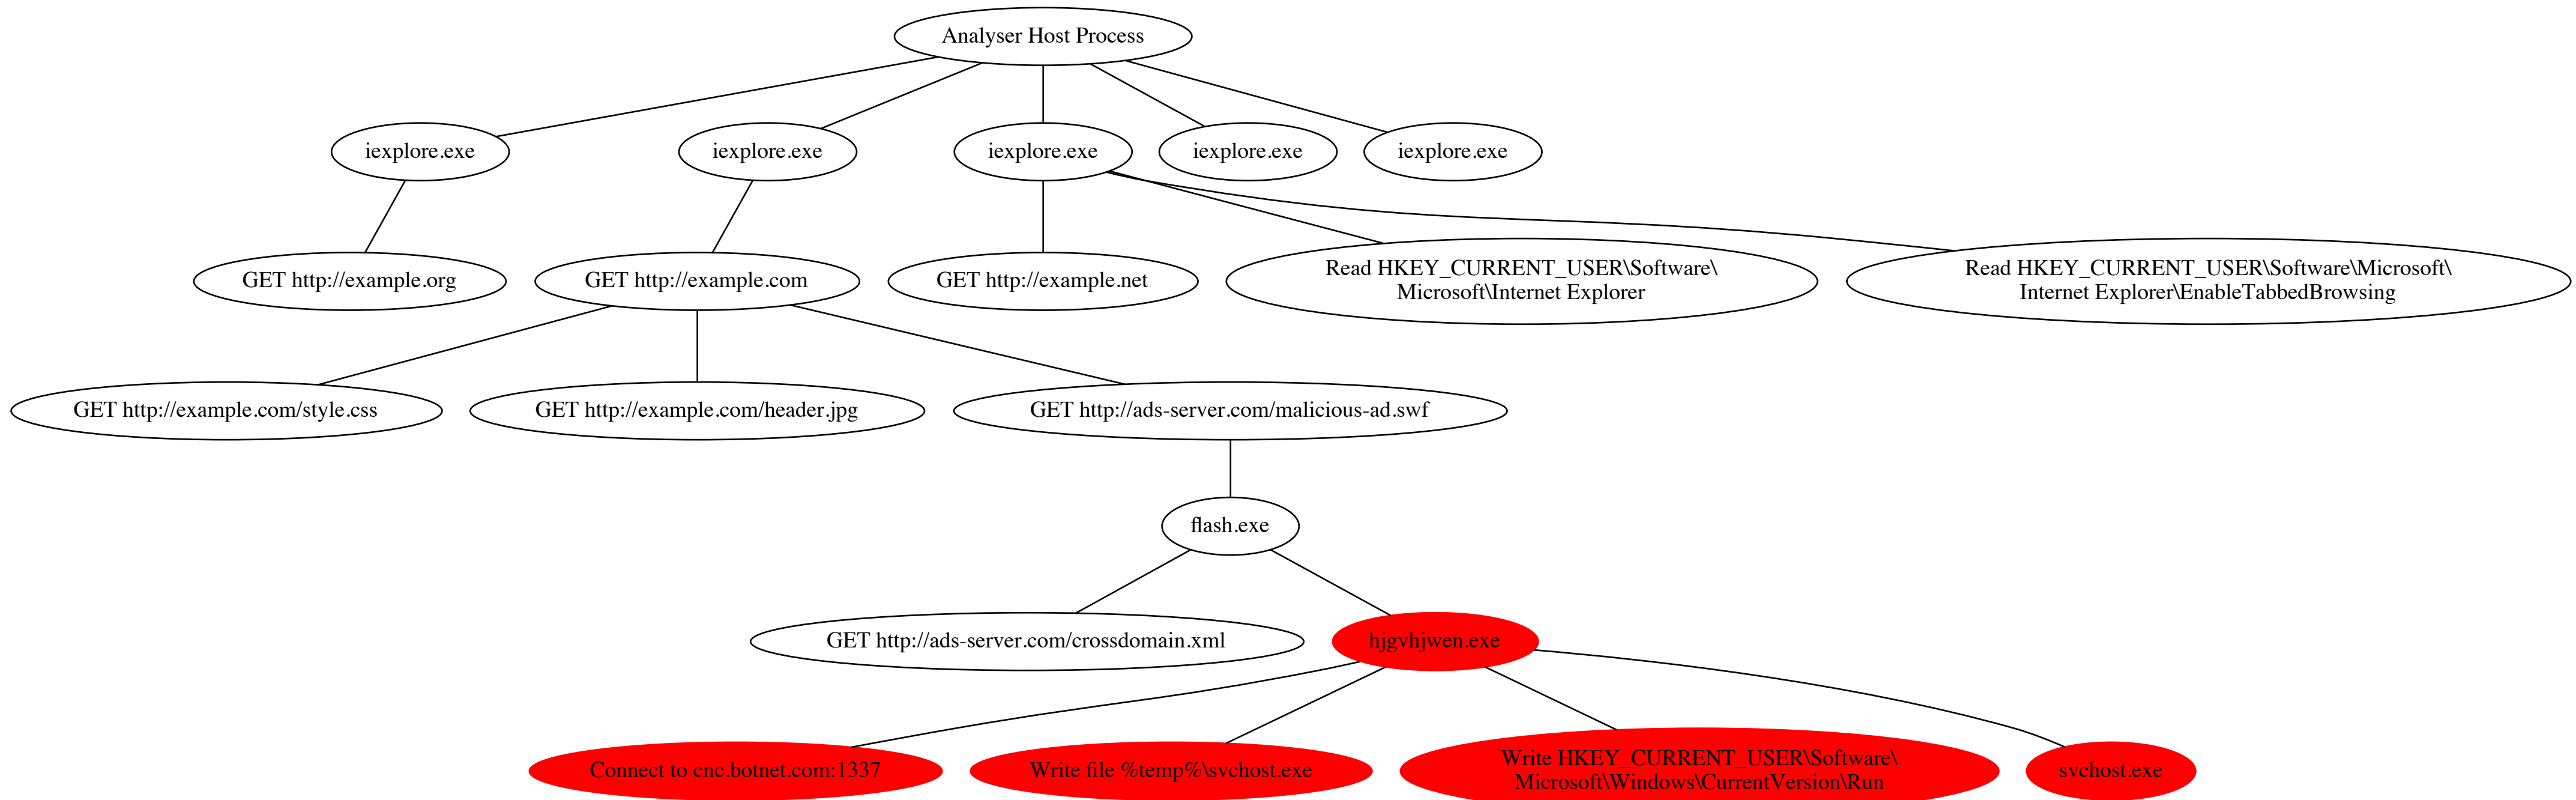 Analyser Host Process
iexplore.exe
iexplore.exe
iexplore.exe
iexplore.exe
iexplore.exe
GET http://example.org
GET http://example.com
GET http://example.net
Read HKEY_CURRENT_USER\Software\
Microsoft\Internet Explorer
Read HKEY_CURRENT_USER\Software\Microsoft\
Internet Explorer\EnableTabbedBrowsing
GET http://example.com/style.css
GET http://example.com/header.jpg
GET http://ads-server.com/malicious-ad.swf
flash.exe
GET http://ads-server.com/crossdomain.xml
hjgvhjwen.exe
Connect to cnc.botnet.com:1337
Write file %temp%\svchost.exe
Write HKEY_CURRENT_USER\Software\
Microsoft\Windows\CurrentVersion\Run
svchost.exe